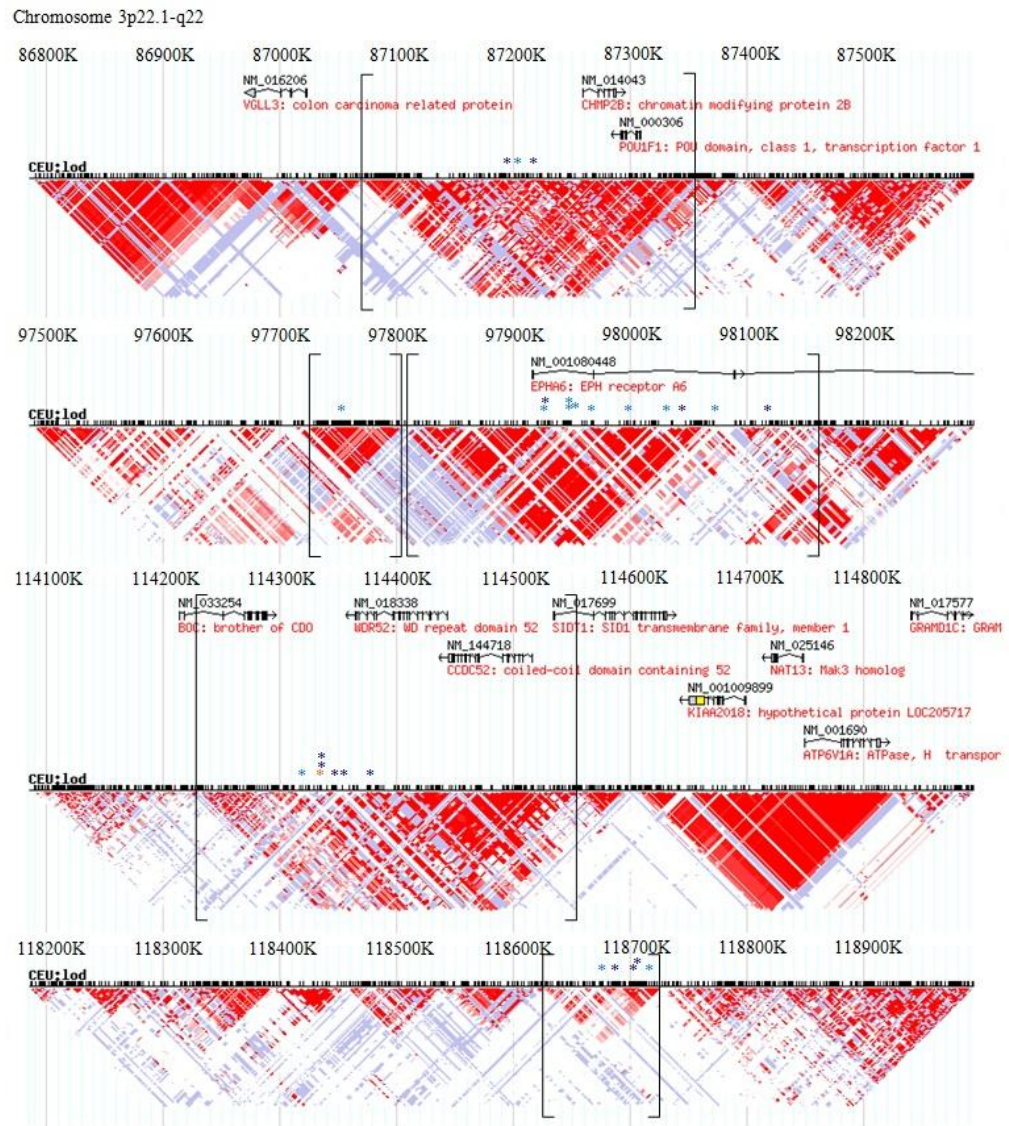 Chromosome 3p22.1-q22
86800K 86900K 87000K 87100K 87200K 87300K 87400K 87500K
NM_016206 NM_014043
VGLL3: colon carcinoma related protein CHMP2B: chromatin modifying protein 2B
NM_000306
POU1F1: POU domain, class 1, transcription factor 1
* * *
CEU:lod
97500K 97600K 97700K 97800K 97900K 98000K 98100K 98200K
NM_001080448
EPHA6: EPH receptor A6
CEU:lod
114100K 114200K 114300K 114400K 114500K 114600K 114700K 114800K
NM_033254 NM_018338 NM_017699 NM_017577
BOC: brother of CDO WDR52: WD repeat domain 52 SIDT1: SID1 transmembrane family, member 1 GRAMD1C: GRAM
NM_144718 NM_025146
CCDC52: coiled-coil domain containing 52 NAT13: Mak3 homolog
NM_001009899
KIAA2018: hypothetical protein LOC205717
NM_001690
ATP6V1A: ATPase, H transpor
CEU:lod
118200K 118300K 118400K 118500K 118600K 118700K 118800K 118900K
CEU:lod